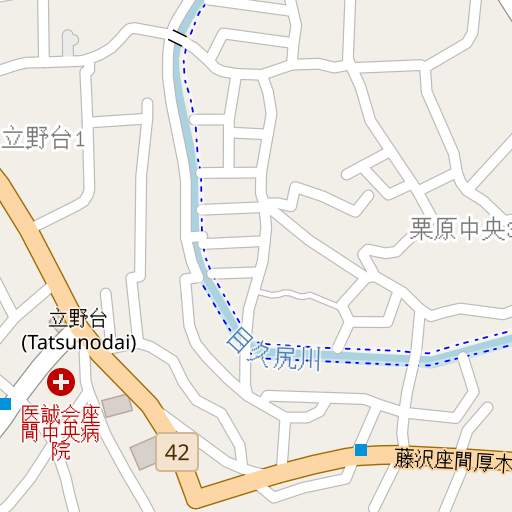 立野台1
栗原中央3
立野台
(Tatsunodai)
目久尻川
医誠会座
間中央病
院
42
藤沢座間厚木